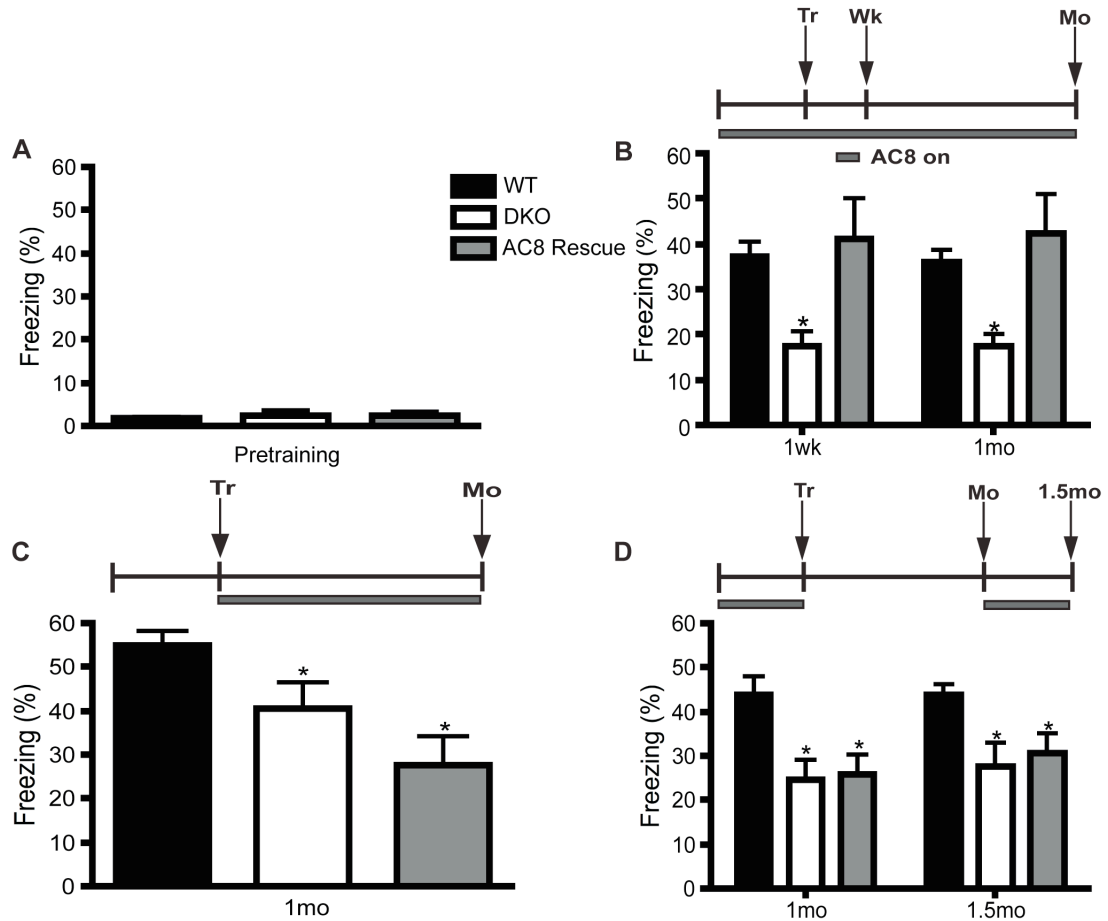 A
60
50
40
30
20
10
0
Freezing (%)
Pretraining
WT
DKO
AC8 Rescue
Tr Wk Mo
B
AC8 on
60
50
40
30
20
10
0
Freezing (%)
* *
1wk 1mo
Tr Mo
C
60
50
40
30
20
10
0
Freezing (%)
* *
1mo
Tr Mo 1.5mo
D
60
50
40
30
20
10
0
Freezing (%)
* * * *
1mo 1.5mo